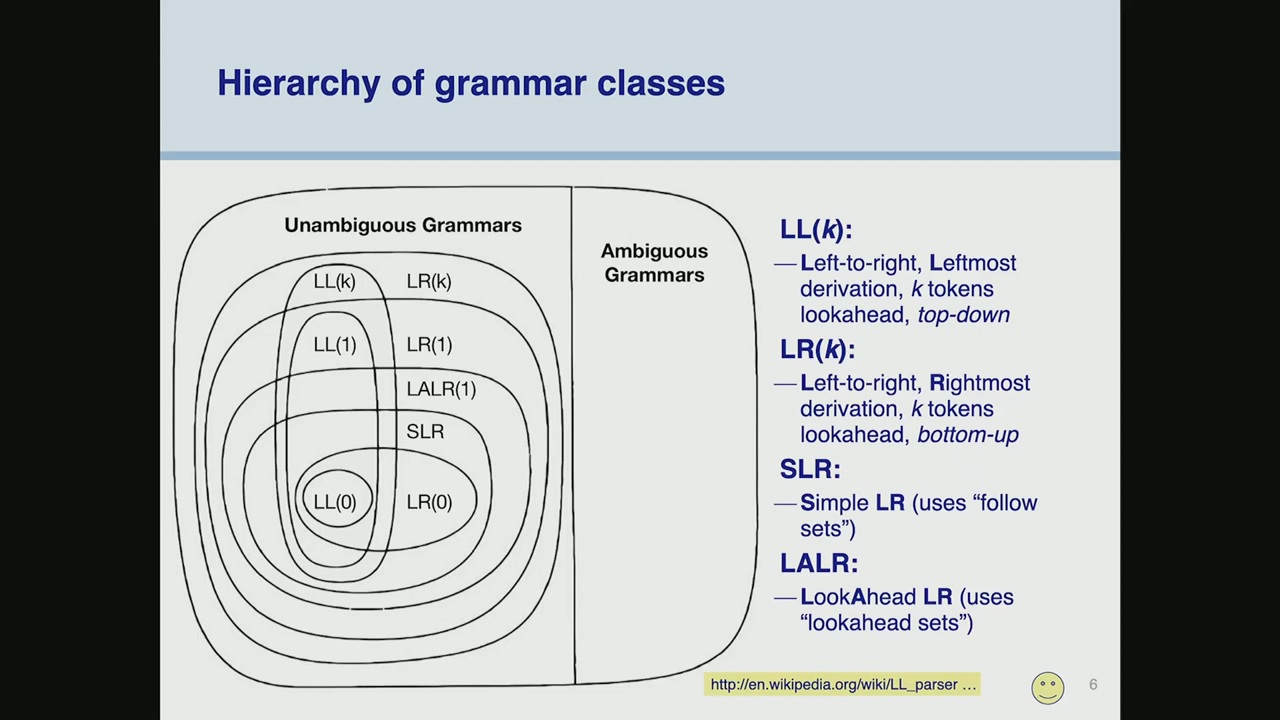 Hierarchy of grammar classes
Unambiguous Grammars
Ambiguous
Grammars
LL(k)
LR(k)
LL(1)
LR(1)
LALR(1)
SLR
LL(0)
LR(0)
LL(k):
—Left-to-right, Leftmost
derivation, k tokens
lookahead, top-down
LR(k):
—Left-to-right, Rightmost
derivation, k tokens
lookahead, bottom-up
SLR:
—Simple LR (uses “follow
sets”)
LALR:
—LookAhead LR (uses
“lookahead sets”)
http://en.wikipedia.org/wiki/LL_parser …
6